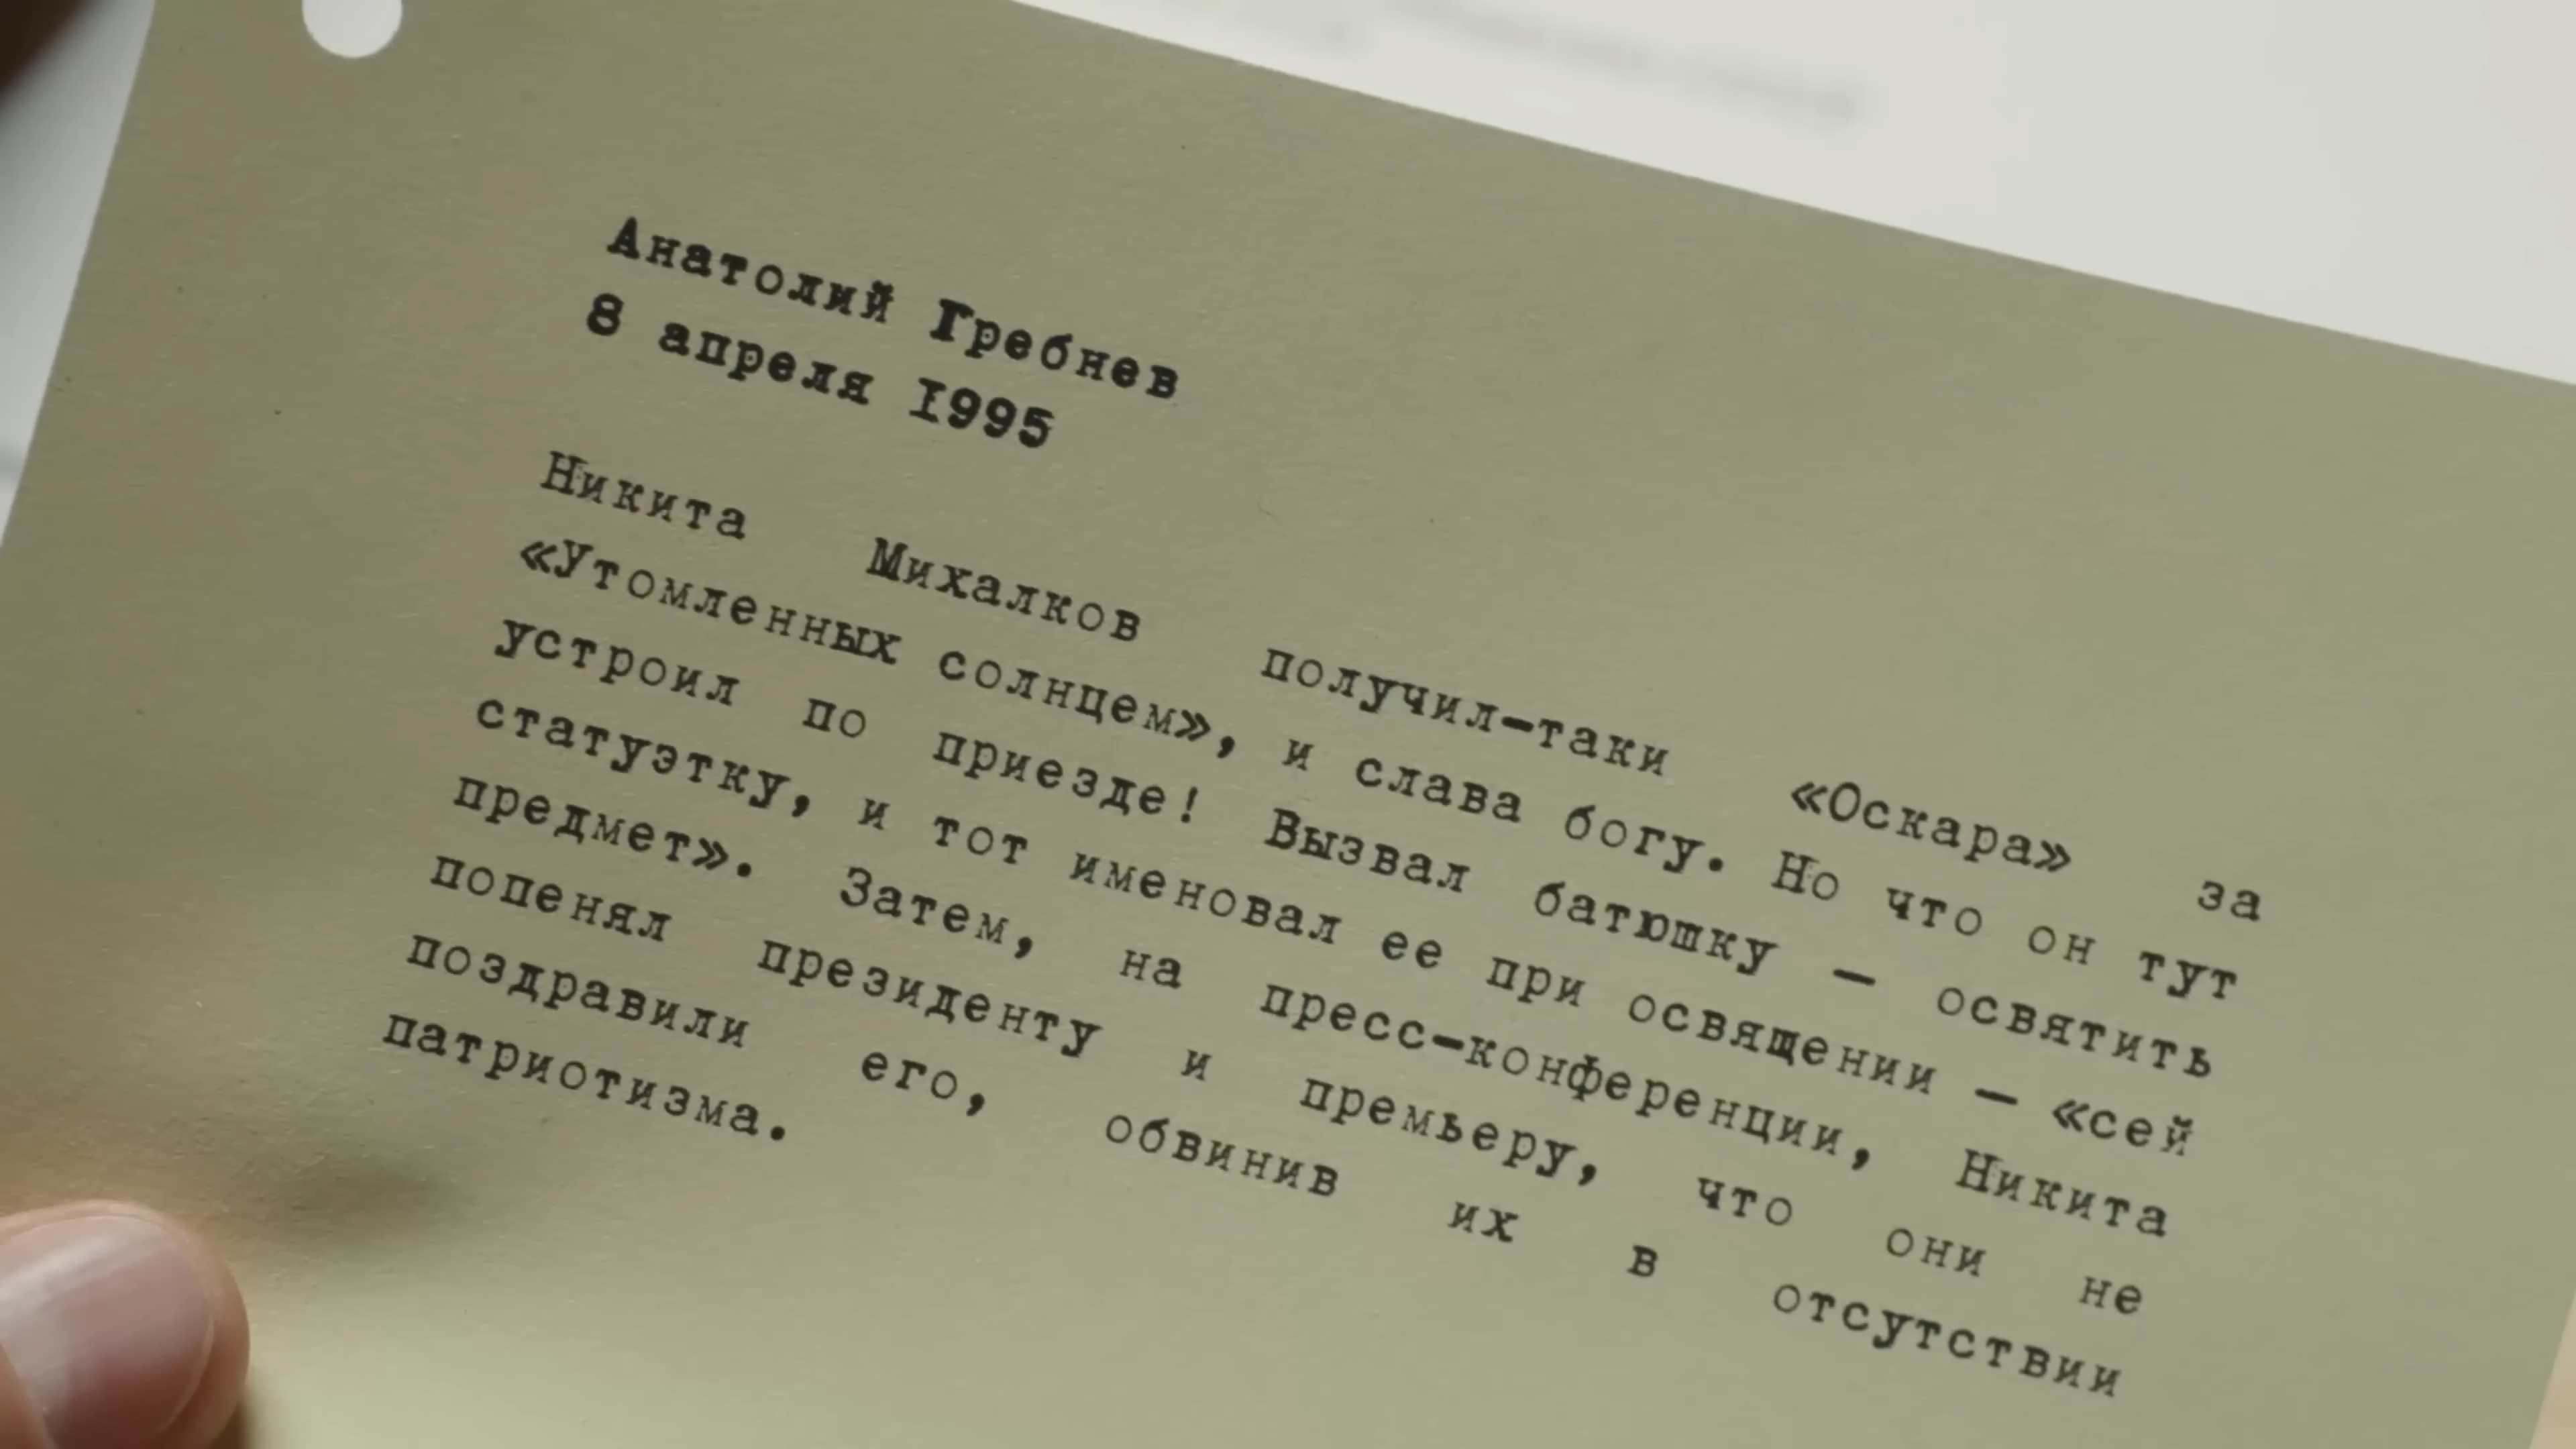 Анатолий Гребнев
8 апреля 1995
Никита Михалков получил-таки «Оскара» за
«Утомленных солнцем», и слава богу. Но что он тут
устроил по приезде! Вызвал батюшку — освятить
статуэтку, и тот именовал ее при освящении — «сей
предмет». Затем, на пресс-конференции, Никита
попенял президенту и премьеру, что они не
поздравили его, обвинив их в отсутствии
патриотизма.